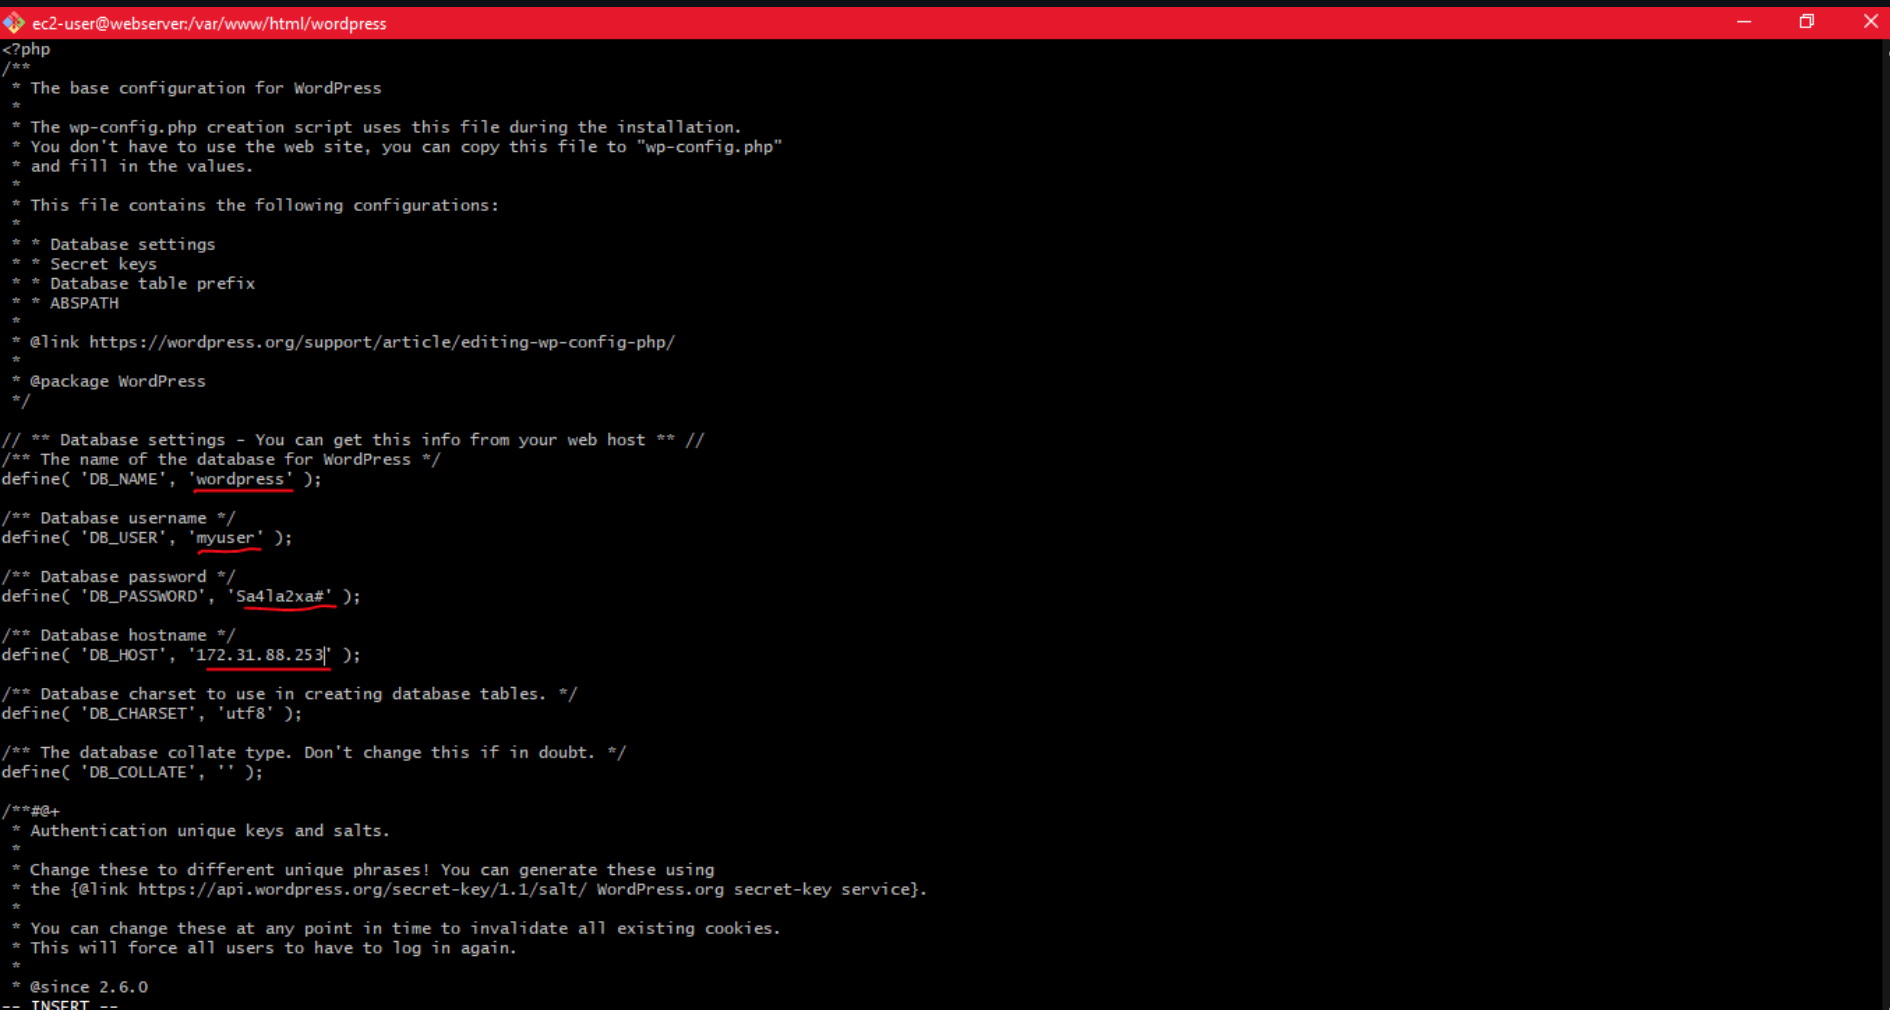 ec2-user@webserver:/var/www/html/wordpress
<?php
/**
 * The base configuration for WordPress
 *
 * The wp-config.php creation script uses this file during the installation.
 * You don't have to use the web site, you can copy this file to "wp-config.php"
 * and fill in the values.
 *
 * This file contains the following configurations:
 *
 * * Database settings
 * * Secret keys
 * * Database table prefix
 * * ABSPATH
 *
 * @link https://wordpress.org/support/article/editing-wp-config-php/
 *
 * @package WordPress
 */

// ** Database settings - You can get this info from your web host ** //
/** The name of the database for WordPress */
define( 'DB_NAME', 'wordpress' );

/** Database username */
define( 'DB_USER', 'myuser' );

/** Database password */
define( 'DB_PASSWORD', 'Sa4la2xa#' );

/** Database hostname */
define( 'DB_HOST', '172.31.88.253' );

/** Database charset to use in creating database tables. */
define( 'DB_CHARSET', 'utf8' );

/** The database collate type. Don't change this if in doubt. */
define( 'DB_COLLATE', '' );

/**#@+
 * Authentication unique keys and salts.
 *
 * Change these to different unique phrases! You can generate these using
 * the {@link https://api.wordpress.org/secret-key/1.1/salt/ WordPress.org secret-key service}.
 *
 * You can change these at any point in time to invalidate all existing cookies.
 * This will force all users to have to log in again.
 *
 * @since 2.6.0
-- INSERT --